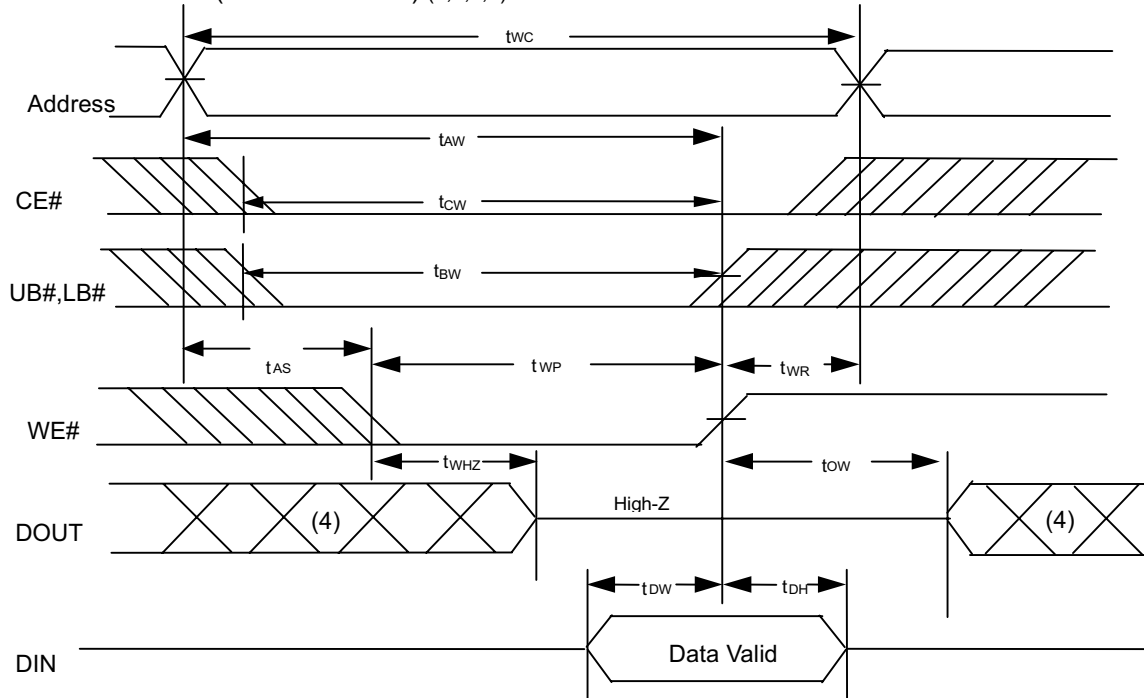 tWC
Address
tAW
CE#
tCW
UB#,LB#
tBW
tAS
tWP
tWR
WE#
tWHZ
tOW
DOUT
(4)
High-Z
(4)
tDW
tDH
DIN
Data Valid